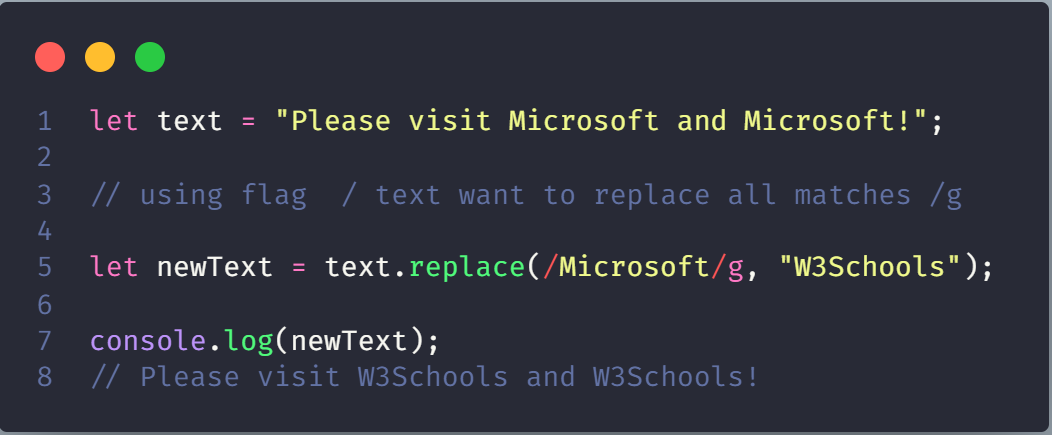 1 let text = "Please visit Microsoft and Microsoft!";
2
3 // using flag  / text want to replace all matches /g
4
5 let newText = text.replace(/Microsoft/g, "W3Schools");
6
7 console.log(newText);
8 // Please visit W3Schools and W3Schools!